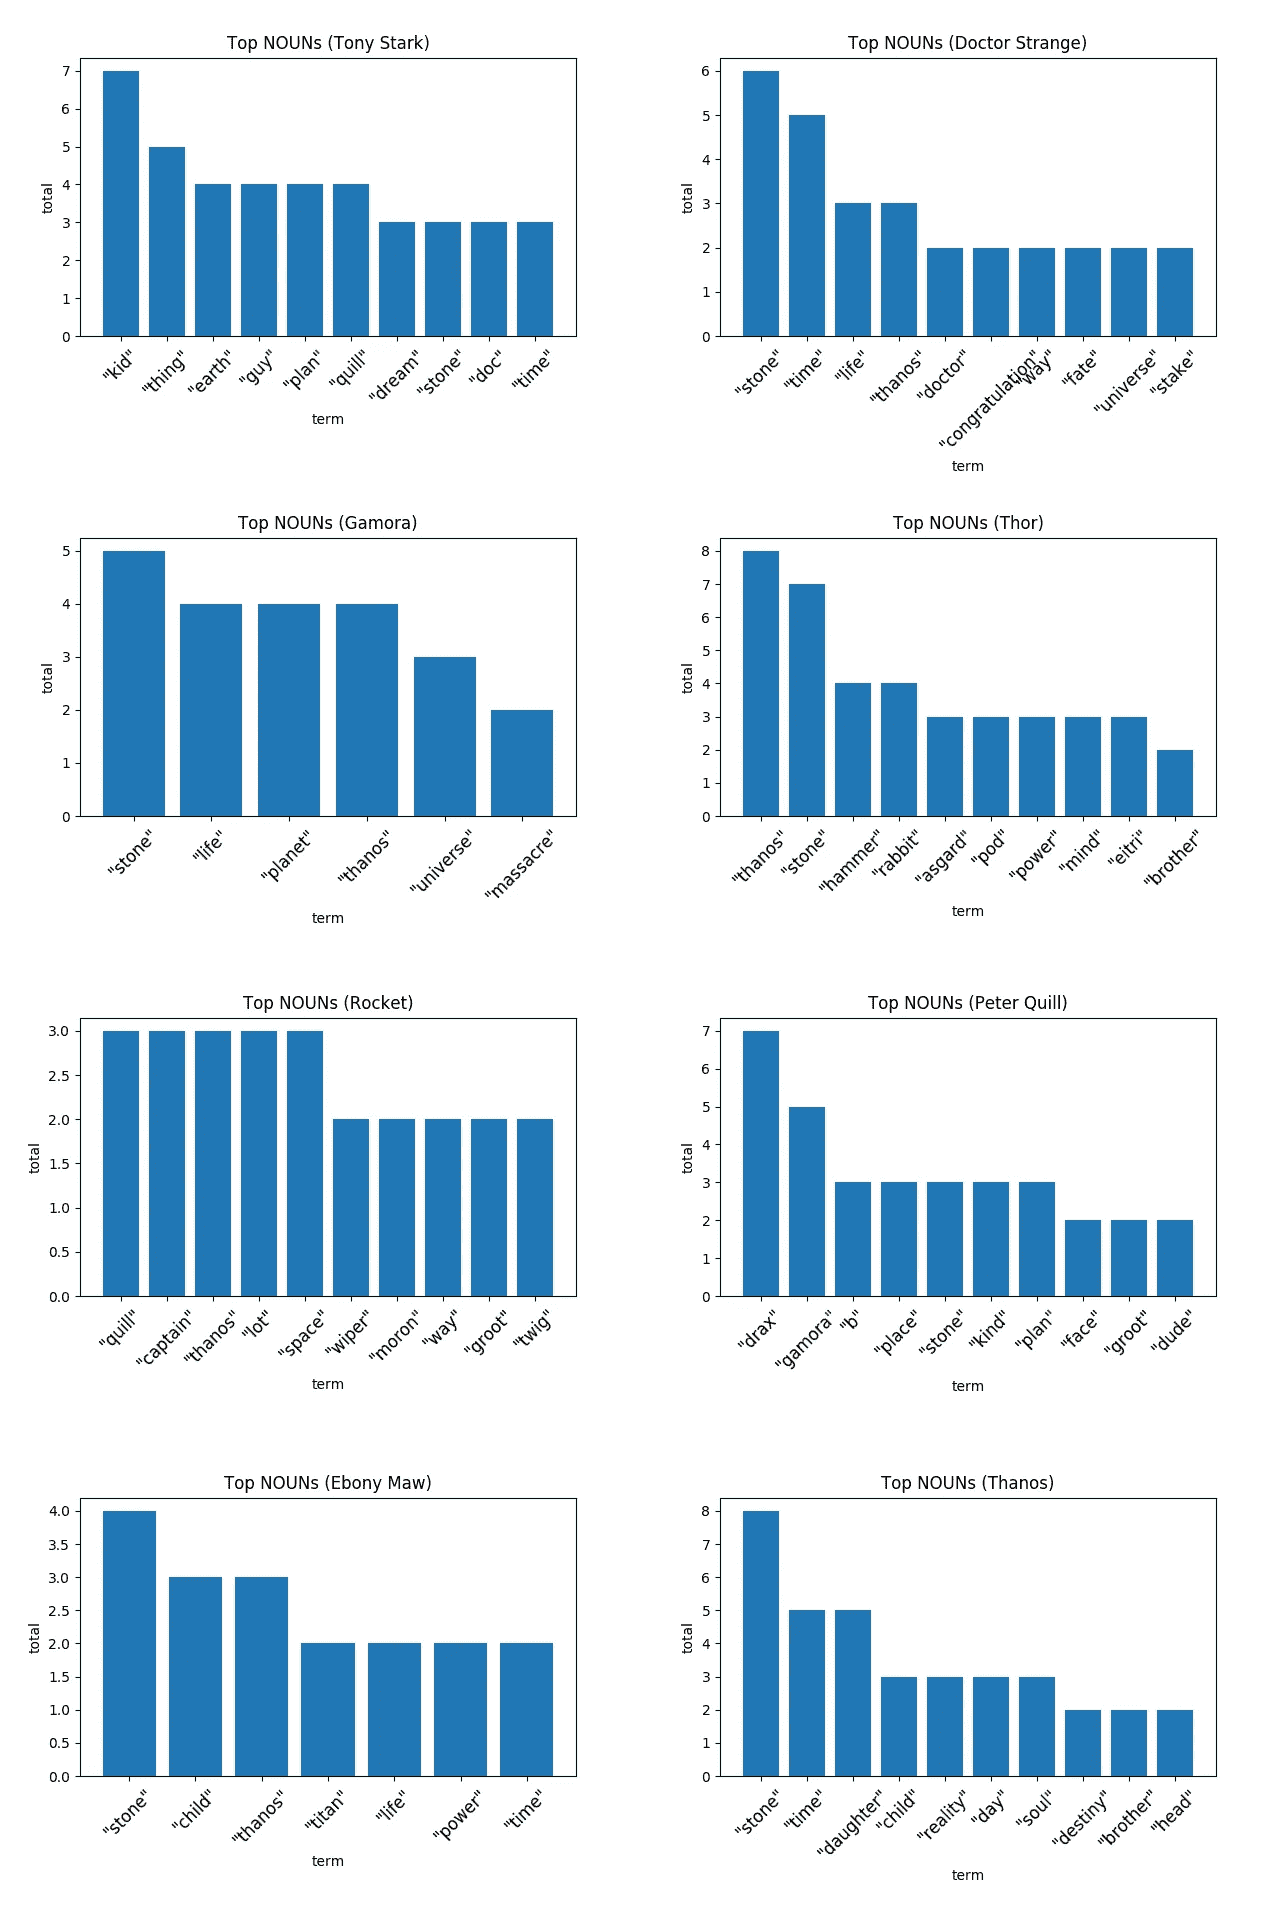 Top NOUNs (Tony Stark)
7
6
5
4
3
2
1
0
total
"kid" "thing" "earth" "guy" "plan" "quill" "dream" "stone" "doc" "time"
term
Top NOUNs (Doctor Strange)
6
5
4
3
2
1
0
total
"stone" "time" "life" "thanos" "doctor" "congratulation" "way" "fate" "universe" "stake"
term
Top NOUNs (Gamora)
5
4
3
2
1
0
total
"stone" "life" "planet" "thanos" "universe" "massacre"
term
Top NOUNs (Thor)
8
7
6
5
4
3
2
1
0
total
"thanos" "stone" "hammer" "rabbit" "asgard" "pod" "power" "mind" "eitri" "brother"
term
Top NOUNs (Rocket)
3.0
2.5
2.0
1.5
1.0
0.5
0.0
total
"quill" "captain" "thanos" "lot" "space" "wiper" "moron" "way" "groot" "twig"
term
Top NOUNs (Peter Quill)
7
6
5
4
3
2
1
0
total
"drax" "gamora" "b" "place" "stone" "kind" "plan" "face" "groot" "dude"
term
Top NOUNs (Ebony Maw)
4.0
3.5
3.0
2.5
2.0
1.5
1.0
0.5
0.0
total
"stone" "child" "thanos" "titan" "life" "power" "time"
term
Top NOUNs (Thanos)
8
7
6
5
4
3
2
1
0
total
"stone" "time" "daughter" "child" "reality" "day" "soul" "destiny" "brother" "head"
term